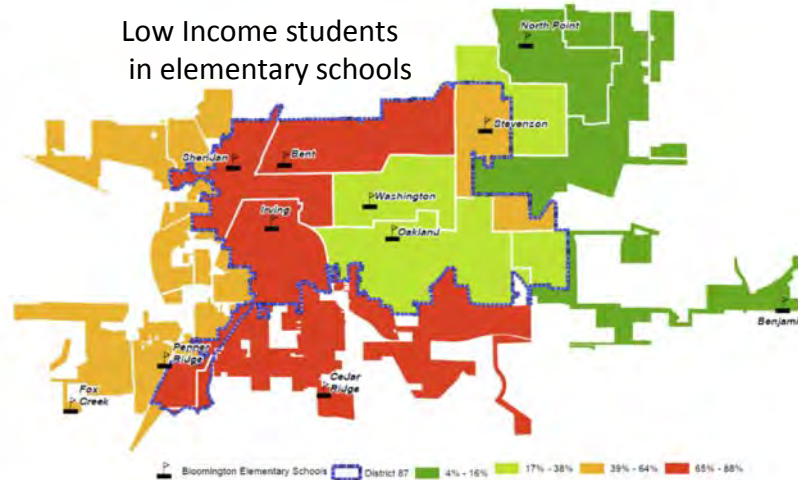 Low Income students
in elementary schools
North Point
Stevenson
Sheridan
Bent
Washington
Irving
Oakland
Benjami
Pepper
Ridge
Cedar
Ridge
Fox
Creek
Bloomington Elementary Schools
District 87
4% - 16%
17% - 38%
39% - 64%
65% - 88%